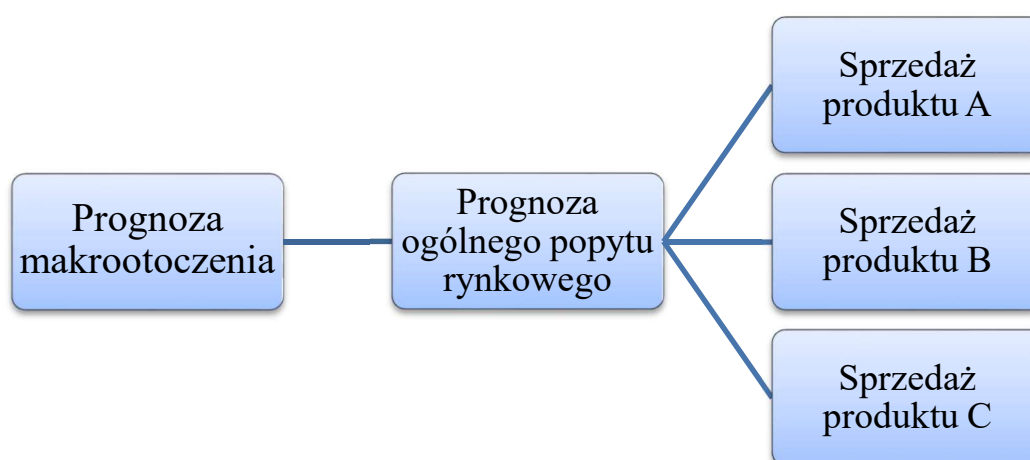 Prognoza
makrootoczenia
Prognoza
ogólnego popytu
rynkowego
Sprzedaż
produktu A
Sprzedaż
produktu B
Sprzedaż
produktu C